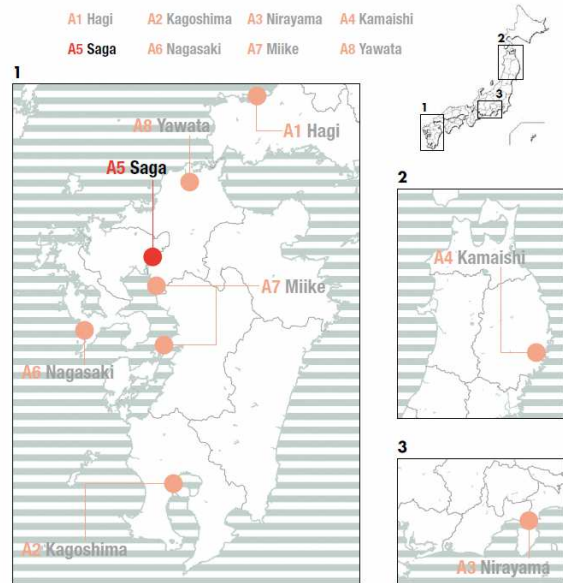 A1 Hagi A2 Kagoshima A3 Nirayama A4 Kamaishi
A5 Saga A6 Nagasaki A7 Miike A8 Yawata
2
3
1
1
A8 Yawata
A1 Hagi
A5 Saga
A7 Miike
A6 Nagasaki
A2 Kagoshima
2
A4 Kamaishi
3
A3 Nirayama